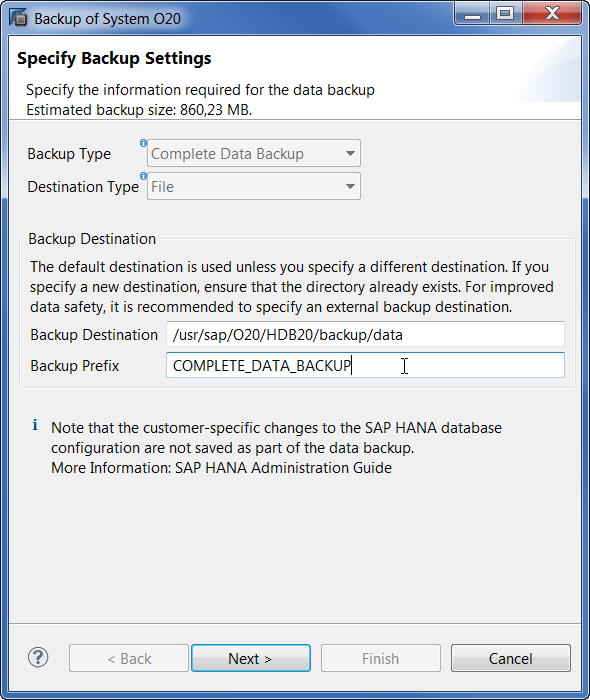 Backup of System O20
Specify Backup Settings
Specify the information required for the data backup
Estimated backup size: 860,23 MB.
Backup Type
Complete Data Backup
Destination Type
File
Backup Destination
The default destination is used unless you specify a different destination. If you
specify a new destination, ensure that the directory already exists. For improved
data safety, it is recommended to specify an external backup destination.
Backup Destination
/usr/sap/O20/HDB20/backup/data
Backup Prefix
COMPLETE_DATA_BACKUP
Note that the customer-specific changes to the SAP HANA database
configuration are not saved as part of the data backup.
More Information: SAP HANA Administration Guide
< Back
Next >
Finish
Cancel